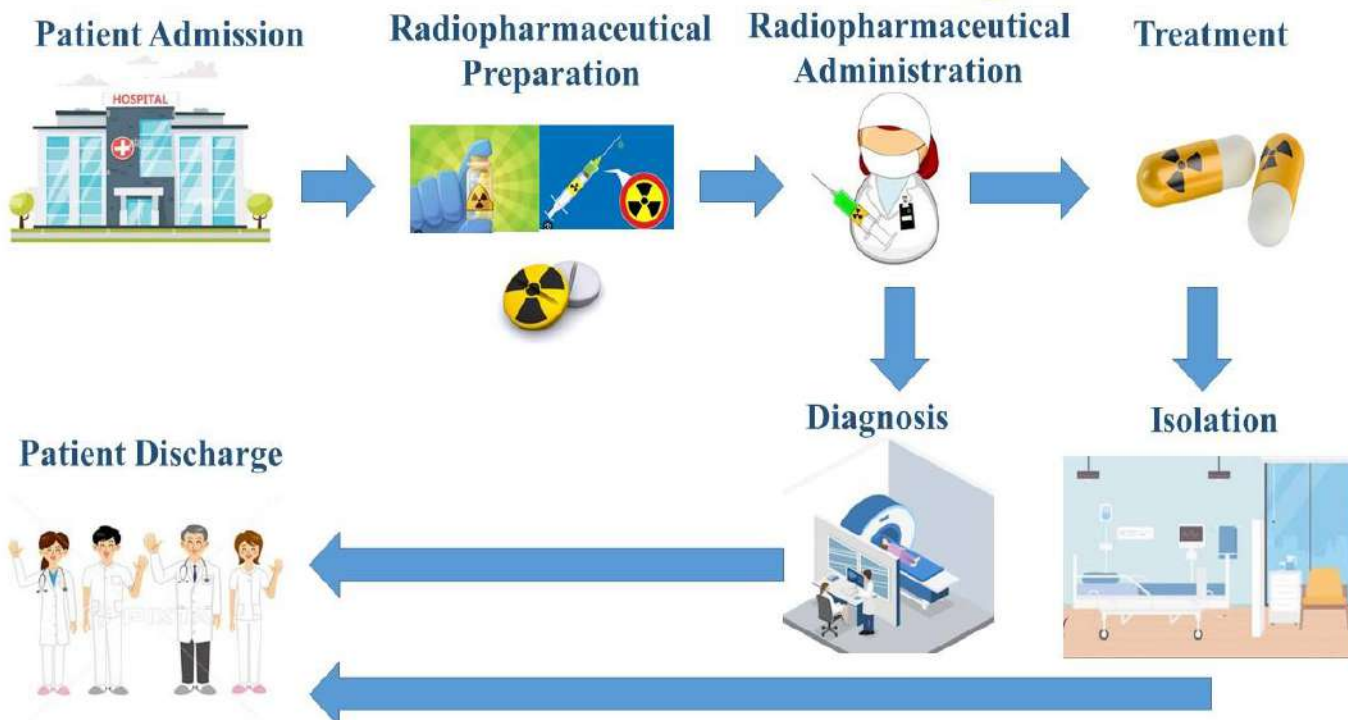 Patient Admission
Radiopharmaceutical
Preparation
Radiopharmaceutical
Administration
Treatment
HOSPITAL
Diagnosis
Isolation
Patient Discharge